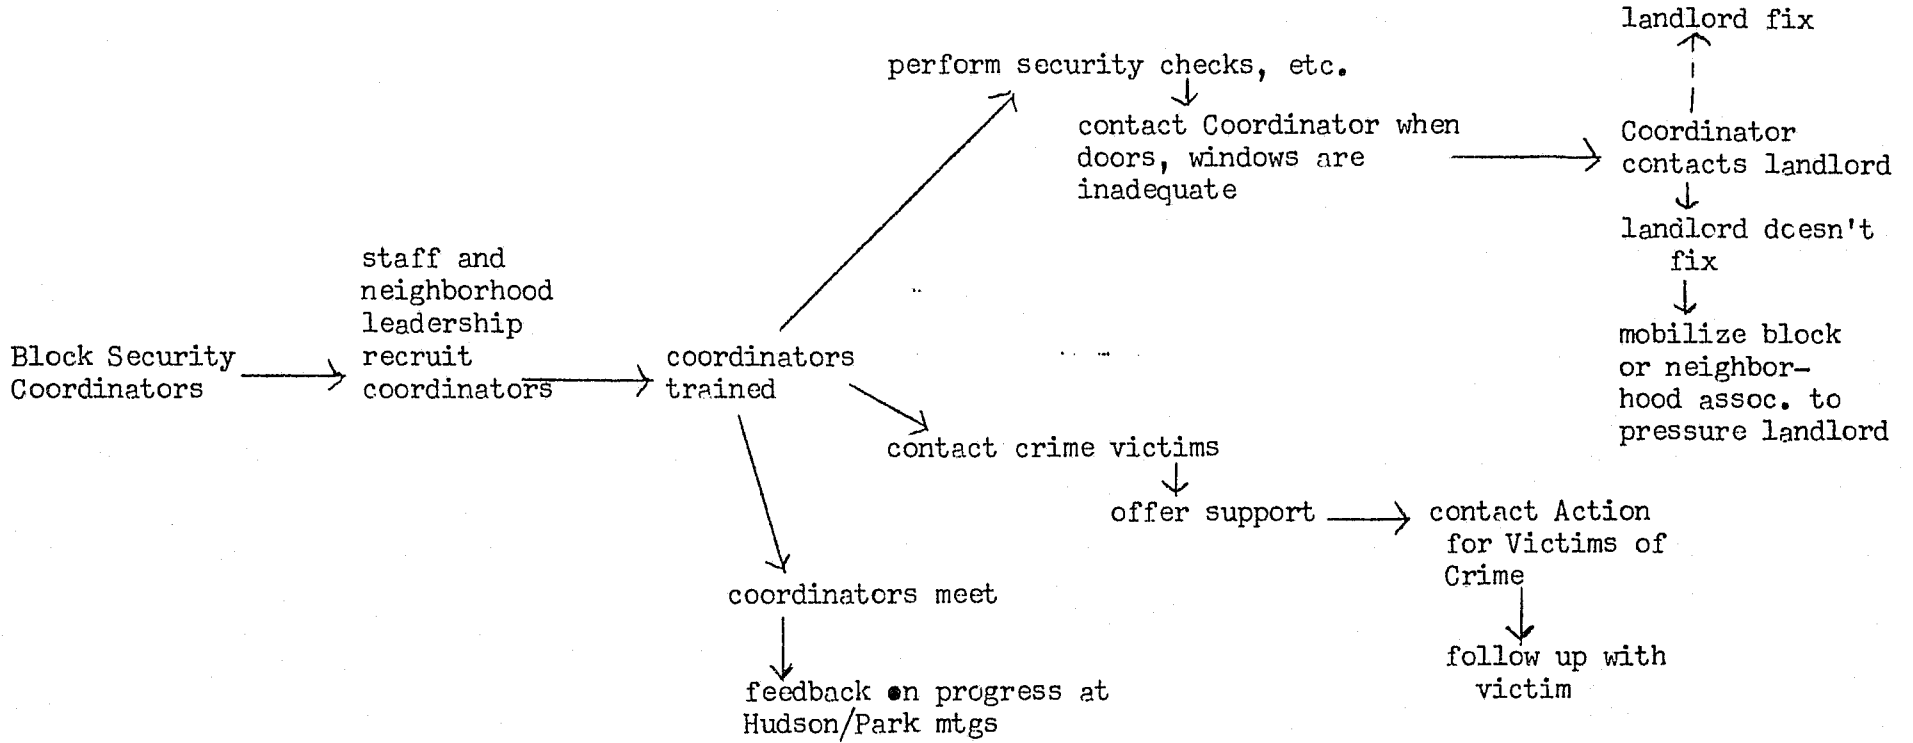 landlord fix
perform security checks, etc.
contact Coordinator when
doors, windows are
inadequate
Coordinator
contacts landlord
landlord doesn't
fix
mobilize block
or neighbor-
hood assoc. to
pressure landlord
staff and
neighborhood
leadership
recruit
coordinators
Block Security
Coordinators
coordinators
trained
contact crime victims
offer support
contact Action
for Victims of
Crime
follow up with
victim
coordinators meet
feedback on progress at
Hudson/Park mtgs